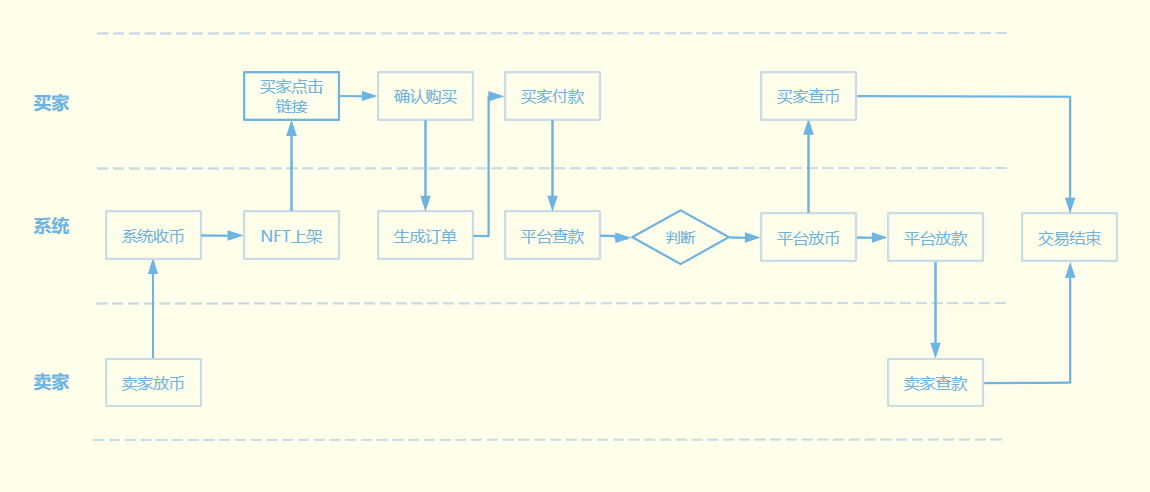 买家
买家点击
链接
确认购买
买家付款
买家查币
系统
系统收币
NFT上架
生成订单
平台查款
判断
平台放币
平台放款
交易结束
卖家
卖家放币
卖家查款